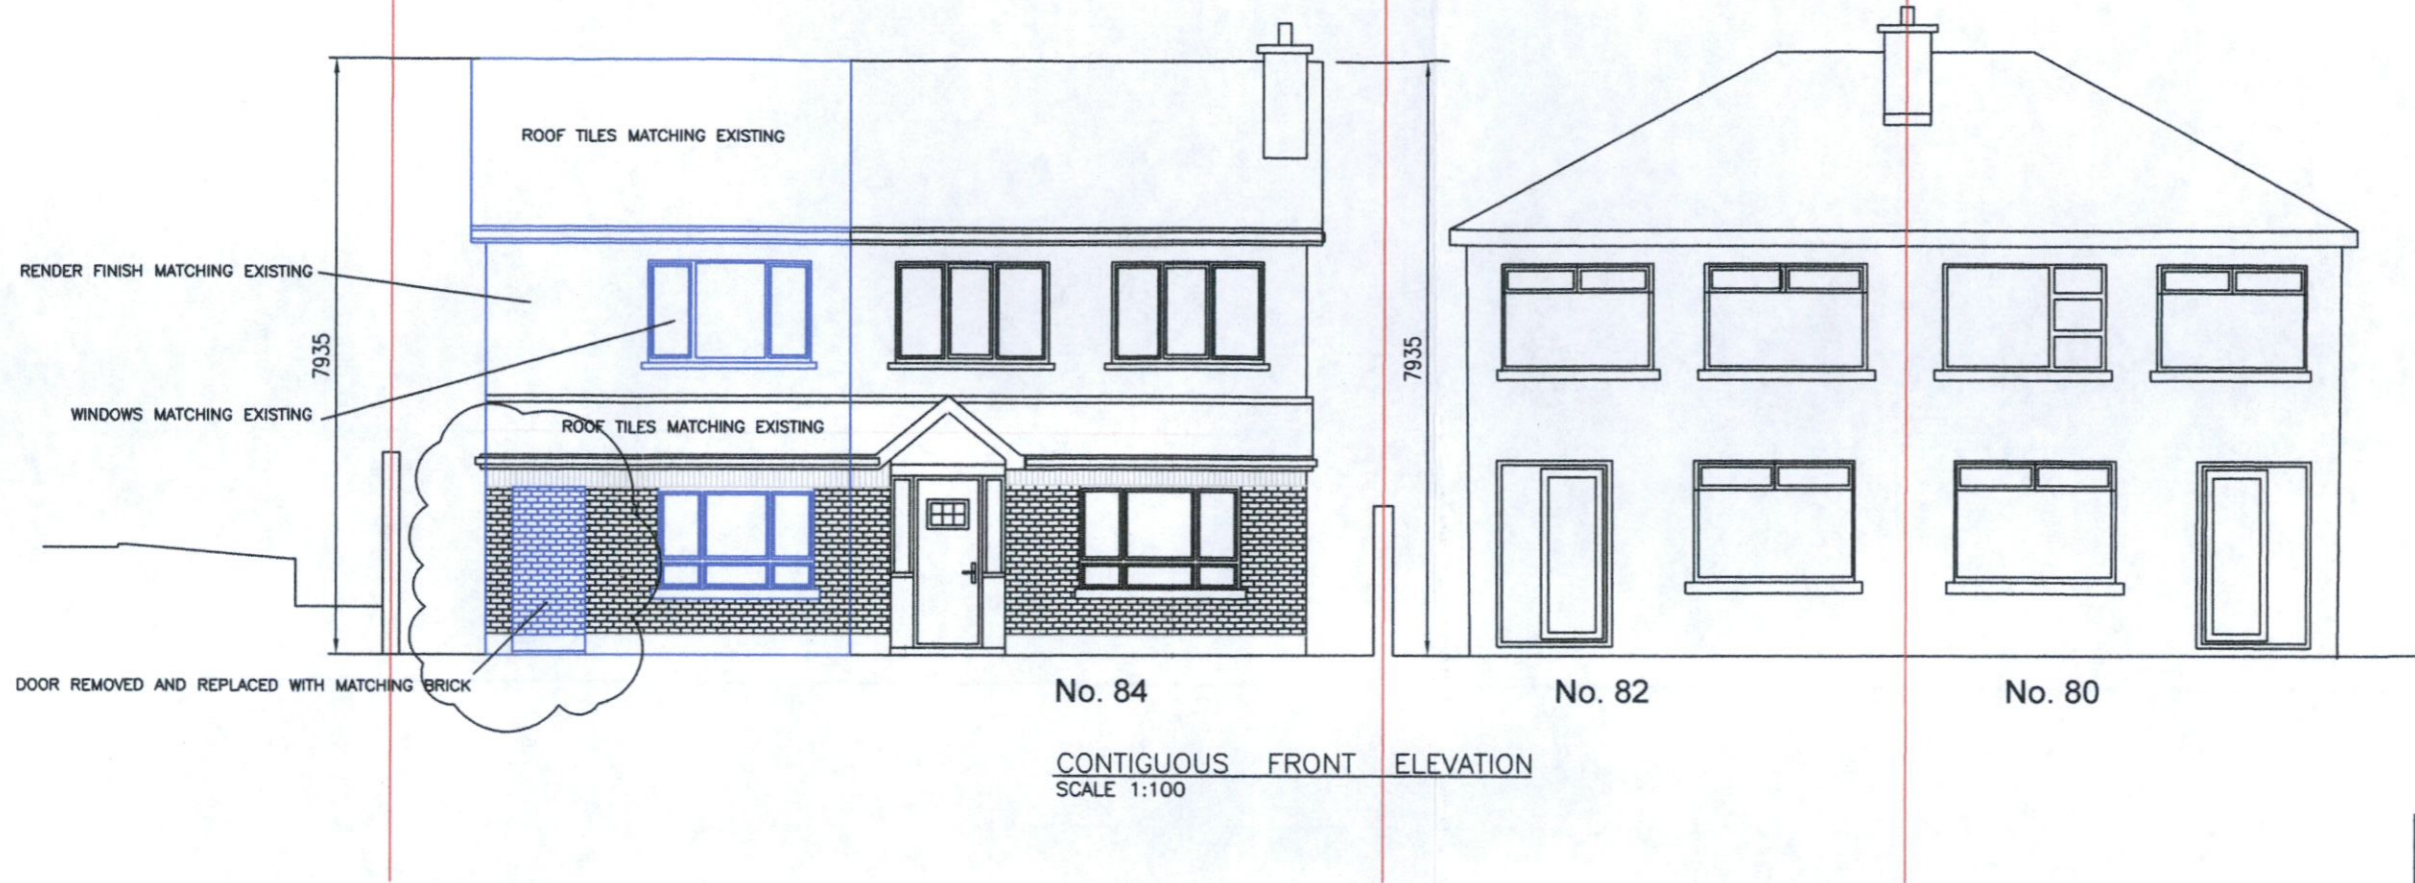 ROOF TILES MATCHING EXISTING
RENDER FINISH MATCHING EXISTING
7935
7935
WINDOWS MATCHING EXISTING
ROOF TILES MATCHING EXISTING
DOOR REMOVED AND REPLACED WITH MATCHING BRICK
No. 84
No. 82
No. 80
CONTIGUOUS FRONT ELEVATION
SCALE 1:100